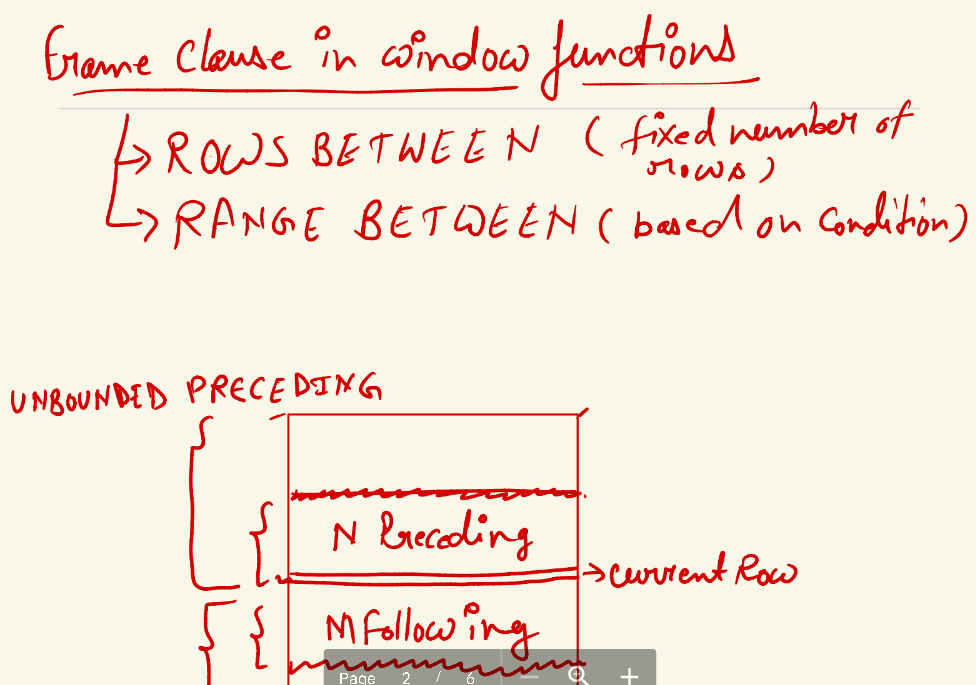 Frame Clause in window functions
→ ROWS BETWEEN (fixed number of rows)
→ RANGE BETWEEN (based on condition)
UNBOUNDED PRECEDING
N Preceding
→ current Row
M Following
Page 2 / 6 − +